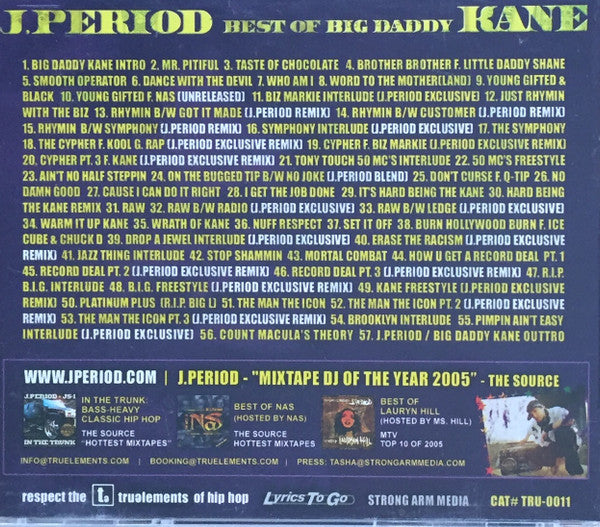 J.PERIOD BEST OF BIG DADDY KANE
1. BIG DADDY KANE INTRO 2. MR. PITIFUL 3. TASTE OF CHOCOLATE 4. BROTHER BROTHER F. LITTLE DADDY SHANE
5. SMOOTH OPERATOR 6. DANCE WITH THE DEVIL 7. WHO AM I 8. WORD TO THE MOTHER(LAND) 9. YOUNG GIFTED &
BLACK 10. YOUNG GIFTED F. NAS (UNRELEASED) 11. BIZ MARKIE INTERLUDE (J.PERIOD EXCLUSIVE) 12. JUST RHYMIN
WITH THE BIZ 13. RHYMIN B/W GOT IT MADE (J.PERIOD REMIX) 14. RHYMIN B/W CUSTOMER (J.PERIOD REMIX)
15. RHYMIN B/W SYMPHONY (J.PERIOD REMIX) 16. SYMPHONY INTERLUDE (J.PERIOD EXCLUSIVE) 17. THE SYMPHONY
18. THE CYPHER F. KOOL G. RAP (J.PERIOD EXCLUSIVE REMIX) 19. CYPHER F. BIZ MARKIE (J.PERIOD EXCLUSIVE REMIX)
20. CYPHER PT. 3 F. KANE (J.PERIOD EXCLUSIVE REMIX) 21. TONY TOUCH 50 MC'S INTERLUDE 22. 50 MC'S FREESTYLE
23. AIN'T NO HALF STEPPIN 24. ON THE BUGGED TIP B/W NO JOKE (J.PERIOD BLEND) 25. DON'T CURSE F. Q-TIP 26. NO
DAMN GOOD 27. CAUSE I CAN DO IT RIGHT 28. I GET THE JOB DONE 29. IT'S HARD BEING THE KANE 30. HARD BEING
THE KANE REMIX 31. RAW 32. RAW B/W RADIO (J.PERIOD EXCLUSIVE) 33. RAW B/W LEDGE (J.PERIOD EXCLUSIVE)
34. WARM IT UP KANE 35. WRATH OF KANE 36. NUFF RESPECT 37. SET IT OFF 38. BURN HOLLYWOOD BURN F. ICE
CUBE & CHUCK D 39. DROP A JEWEL INTERLUDE (J.PERIOD EXCLUSIVE) 40. ERASE THE RACISM (J.PERIOD EXCLUSIVE
REMIX) 41. JAZZ THING INTERLUDE 42. STOP SHAMMIN 43. MORTAL COMBAT 44. HOW U GET A RECORD DEAL PT. 1
45. RECORD DEAL PT. 2 (J.PERIOD EXCLUSIVE REMIX) 46. RECORD DEAL PT. 3 (J.PERIOD EXCLUSIVE REMIX) 47. R.I.P.
B.I.G. INTERLUDE 48. B.I.G. FREESTYLE (J.PERIOD EXCLUSIVE REMIX) 49. KANE FREESTYLE (J.PERIOD EXCLUSIVE
REMIX) 50. PLATINUM PLUS (R.I.P. BIG L) 51. THE MAN THE ICON 52. THE MAN THE ICON PT. 2 (J.PERIOD EXCLUSIVE
REMIX) 53. THE MAN THE ICON PT. 3 (J.PERIOD EXCLUSIVE REMIX) 54. BROOKLYN INTERLUDE 55. PIMPIN AIN'T EASY
INTERLUDE (J.PERIOD EXCLUSIVE) 56. COUNT MACULA'S THEORY 57. J.PERIOD / BIG DADDY KANE OUTTRO
WWW.JPERIOD.COM | J.PERIOD - "MIXTAPE DJ OF THE YEAR 2005" - THE SOURCE
J.PERIOD - JS-1
IN THE TRUNK
IN THE TRUNK:
BASS-HEAVY
CLASSIC HIP HOP
THE SOURCE
"HOTTEST MIXTAPES"
Nas
BEST OF NAS
(HOSTED BY NAS)
THE SOURCE
HOTTEST MIXTAPES
LAURYN HILL
BEST OF
LAURYN HILL
(HOSTED BY MS. HILL)
MTV
TOP 10 OF 2005
INFO@TRUELEMENTS.COM | BOOKING@TRUELEMENTS.COM | PRESS: TASHA@STRONGARMMEDIA.COM
respect the t. truelements of hip hop Lyrics To Go STRONG ARM MEDIA CAT# TRU-0011